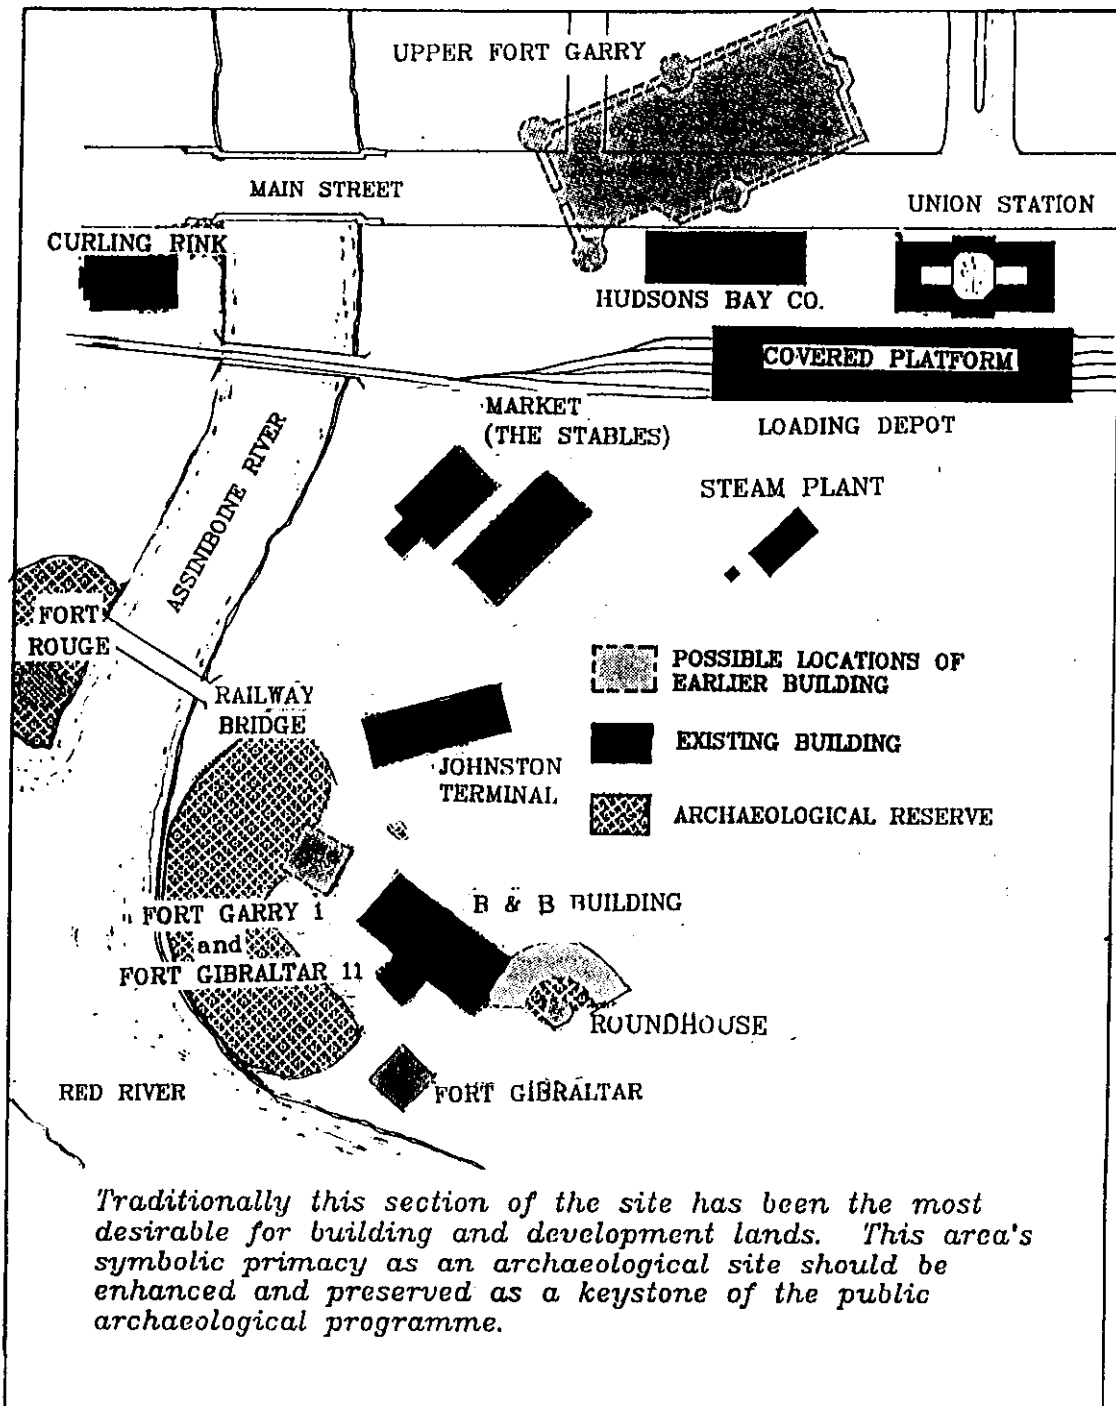 UPPER FORT GARRY
MAIN STREET
UNION STATION
CURLING RINK
HUDSONS BAY CO.
COVERED PLATFORM
MARKET
(THE STABLES)
LOADING DEPOT
STEAM PLANT
ASSINIBOINE RIVER
FORT
ROUGE
RAILWAY
BRIDGE
POSSIBLE LOCATIONS OF
EARLIER BUILDING
EXISTING BUILDING
ARCHAEOLOGICAL RESERVE
JOHNSTON
TERMINAL
B & B BUILDING
FORT GARRY 1
and
FORT GIBRALTAR 11
ROUNDHOUSE
RED RIVER
FORT GIBRALTAR
Traditionally this section of the site has been the most
desirable for building and development lands. This area's
symbolic primacy as an archaeological site should be
enhanced and preserved as a keystone of the public
archaeological programme.